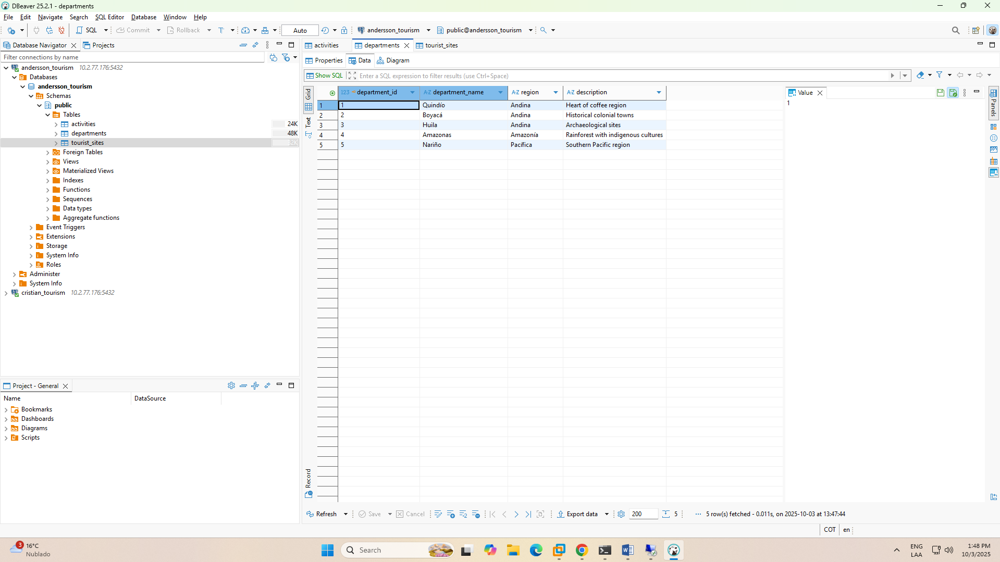 DBeaver 25.2.1 - departments
File Edit Navigate Search SQL Editor Database Window Help
SQL Commit Rollback Auto andersson_tourism public@andersson_tourism
Database Navigator Projects
Filter connections by name
andersson_tourism 10.2.77.176:5432
Databases
andersson_tourism
Schemas
public
Tables
activities 24K
departments 48K
tourist_sites 32K
Foreign Tables
Views
Materialized Views
Indexes
Functions
Sequences
Data types
Aggregate functions
Event Triggers
Extensions
Storage
System Info
Roles
Administer
System Info
cristian_tourism 10.2.77.176:5432
Project - General
Name DataSource
Bookmarks
Dashboards
Diagrams
Scripts
activities departments tourist_sites
Properties Data Diagram
Show SQL Enter a SQL expression to filter results (use Ctrl+Space)
Grid
Text
Record
123 department_id A-Z department_name A-Z region A-Z description
1 1 Quindío Andina Heart of coffee region
2 2 Boyacá Andina Historical colonial towns
3 3 Huila Andina Archaeological sites
4 4 Amazonas Amazonía Rainforest with indigenous cultures
5 5 Nariño Pacífica Southern Pacific region
Value
1
Panels
Refresh Save Cancel Export data 200 5 ... 5 row(s) fetched - 0.011s, on 2025-10-03 at 13:47:44
COT en
3 16°C
Nublado
Search
ENG
LAA
1:48 PM
10/3/2025